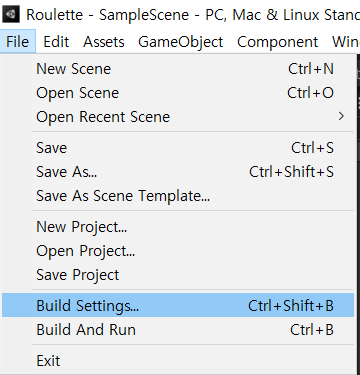 Roulette - SampleScene - PC, Mac & Linux Stanc
File Edit Assets GameObject Component Win
New Scene Ctrl+N
Open Scene Ctrl+O
Open Recent Scene
Save Ctrl+S
Save As... Ctrl+Shift+S
Save As Scene Template...
New Project...
Open Project...
Save Project
Build Settings... Ctrl+Shift+B
Build And Run Ctrl+B
Exit